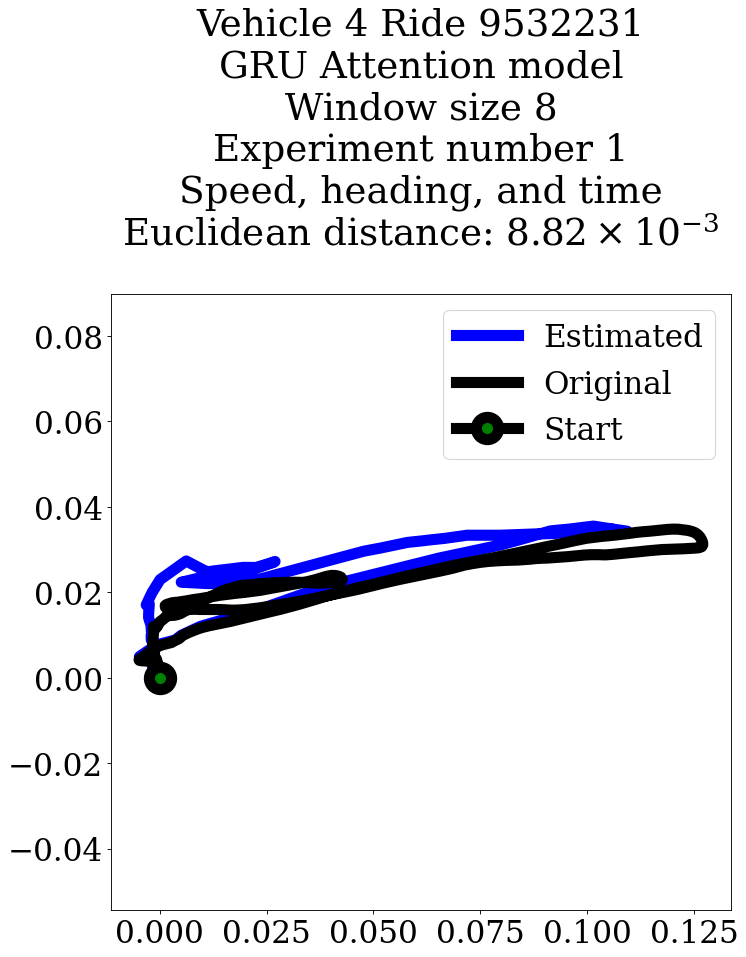 Vehicle 4 Ride 9532231
GRU Attention model
Window size 8
Experiment number 1
Speed, heading, and time
Euclidean distance: 8.82 × 10⁻³
Estimated
Original
Start
0.08
0.06
0.04
0.02
0.00
−0.02
−0.04
0.000 0.025 0.050 0.075 0.100 0.125